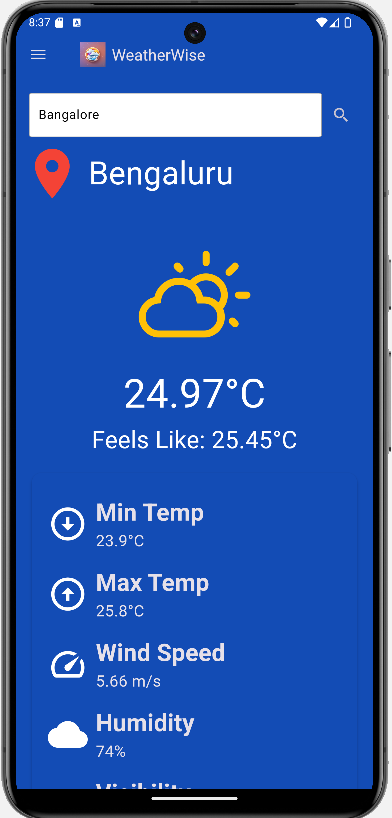 8:37
WeatherWise
Bangalore
Bengaluru
24.97°C
Feels Like: 25.45°C
Min Temp
23.9°C
Max Temp
25.8°C
Wind Speed
5.66 m/s
Humidity
74%
Visibility